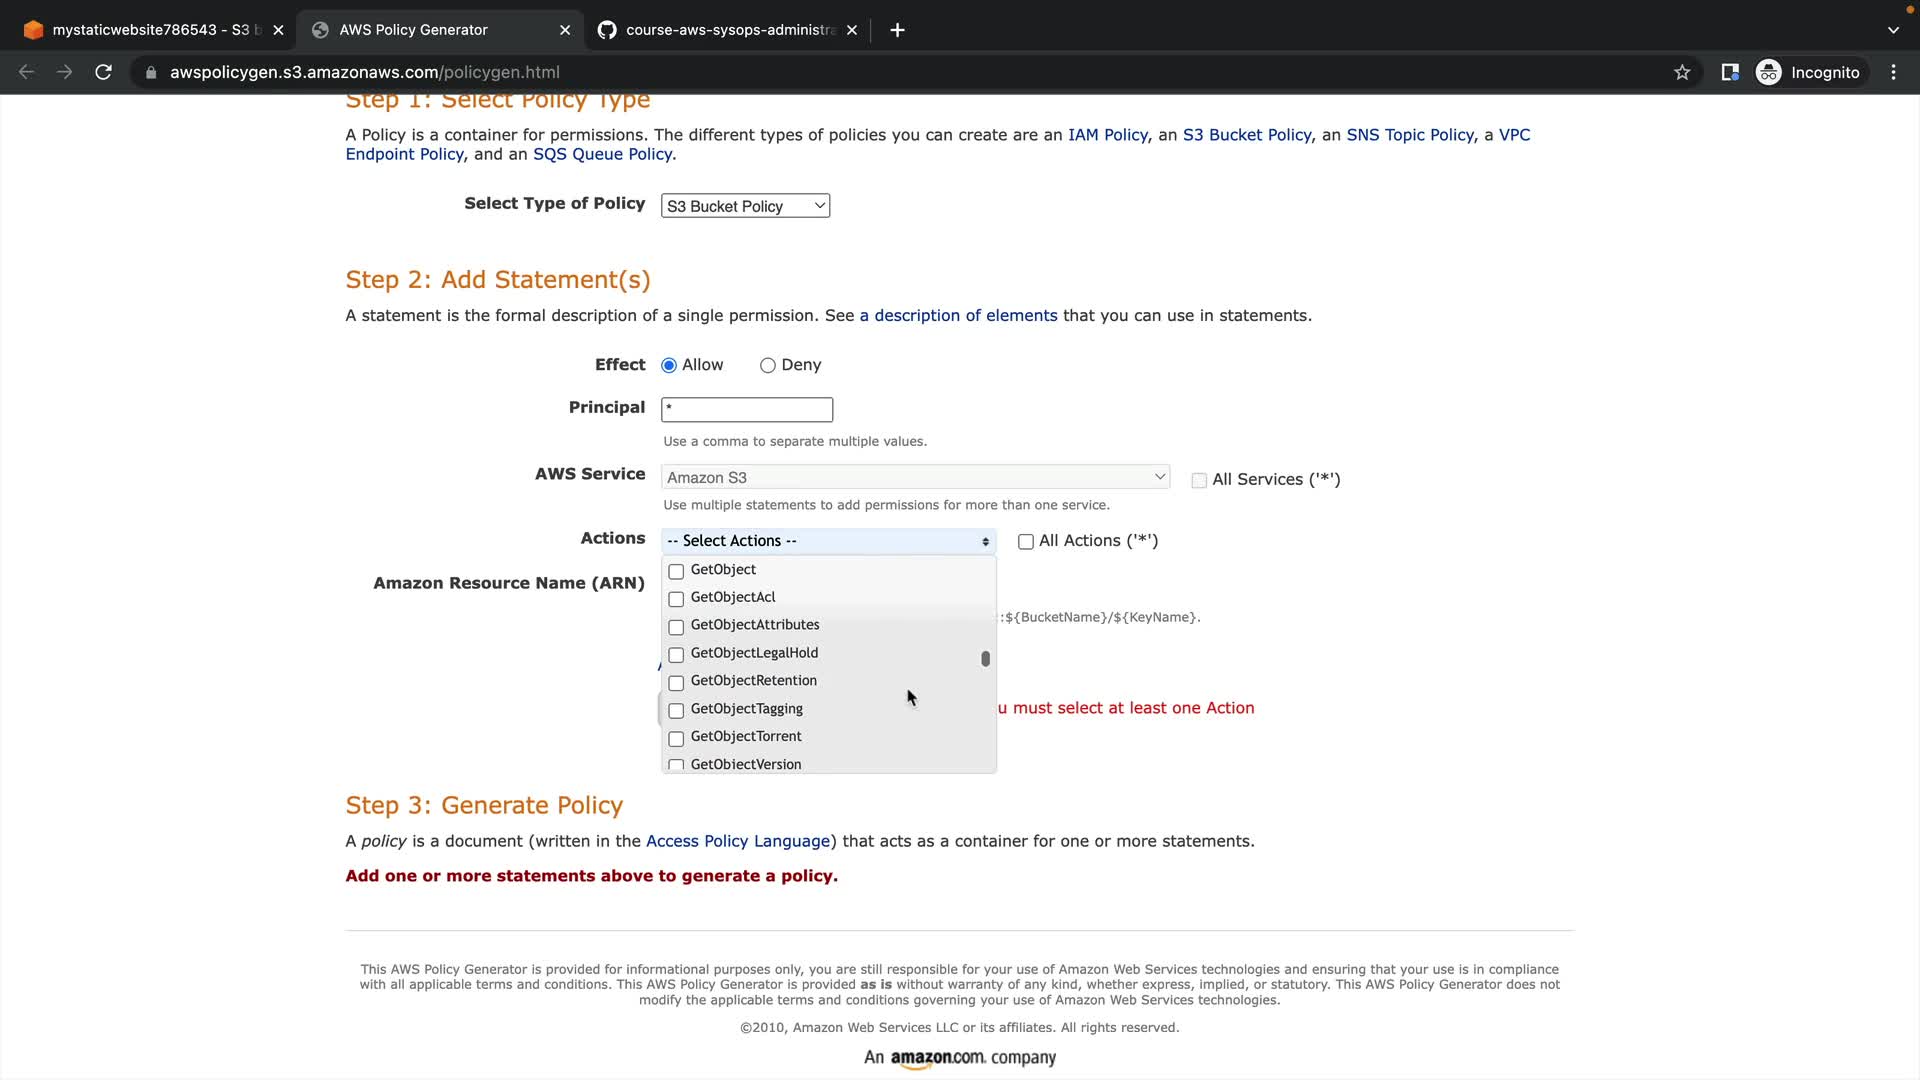 mystaticwebsite786543 - S3 b
AWS Policy Generator
course-aws-sysops-administra
awspolicygen.s3.amazonaws.com/policygen.html
Incognito
Step 1: Select Policy Type
A Policy is a container for permissions. The different types of policies you can create are an IAM Policy, an S3 Bucket Policy, an SNS Topic Policy, a VPC
Endpoint Policy, and an SQS Queue Policy.
Select Type of Policy S3 Bucket Policy
Step 2: Add Statement(s)
A statement is the formal description of a single permission. See a description of elements that you can use in statements.
Effect Allow Deny
Principal *
Use a comma to separate multiple values.
AWS Service Amazon S3 All Services ('*')
Use multiple statements to add permissions for more than one service.
Actions -- Select Actions -- All Actions ('*')
GetObject
Amazon Resource Name (ARN)
GetObjectAcl
:${BucketName}/${KeyName}.
GetObjectAttributes
GetObjectLegalHold
GetObjectRetention
GetObjectTagging
u must select at least one Action
GetObjectTorrent
GetObjectVersion
Step 3: Generate Policy
A policy is a document (written in the Access Policy Language) that acts as a container for one or more statements.
Add one or more statements above to generate a policy.
This AWS Policy Generator is provided for informational purposes only, you are still responsible for your use of Amazon Web Services technologies and ensuring that your use is in compliance
with all applicable terms and conditions. This AWS Policy Generator is provided as is without warranty of any kind, whether express, implied, or statutory. This AWS Policy Generator does not
modify the applicable terms and conditions governing your use of Amazon Web Services technologies.
©2010, Amazon Web Services LLC or its affiliates. All rights reserved.
An amazon.com. company